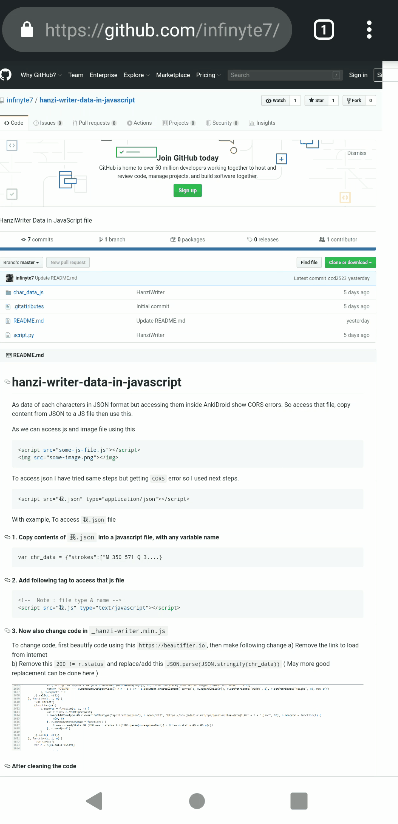 https://github.com/infinyte7/
1
Why GitHub? Team Enterprise Explore Marketplace Pricing Search Sign in
infinyte7 / hanzi-writer-data-in-javascript Watch 1 Star 1 Fork 0
Code Issues 0 Pull requests 0 Actions Projects 0 Security 0 Insights
Join GitHub today
Dismiss
GitHub is home to over 50 million developers working together to host and
review code, manage projects, and build software together.
Sign up
HanziWriter Data in JavaScript file
7 commits 1 branch 0 packages 0 releases 1 contributor
Branch: master New pull request Find file Clone or download
infinyte7 Update README.md Latest commit yesterday
char_data_js HanziWriter 5 days ago
.gitattributes Initial commit 5 days ago
README.md Update README.md yesterday
script.py HanziWriter 5 days ago
README.md
hanzi-writer-data-in-javascript
As data of each characters in JSON format but accessing them inside AnkiDroid show CORS errors. So access that file, copy
content from JSON to a JS file then use this.
As we can access js and image file using this
<script src="some-js-file.js"></script>
<img src="some-image.png"></img>
To access json I have tried same steps but getting CORS error so I used next steps.
<script src="我.json" type="application/json"></script>
With example, To access 我.json file
1. Copy contents of 我.json into a javascript file, with any variable name
2. Add following tag to access that js file
<!-- Note : file type & name -->
<script src="我.js" type="text/javascript"></script>
3. Now also change code in _hanzi-writer.min.js
To change code, first beautify code using this https://beautifier.io, then make following change a) Remove the link to load
from internet
b) Remove this 200 != r.status and replace/add this JSON.parse(JSON.stringify(chr_data)) ( May more good
replacement can be done here )
After cleaning the code